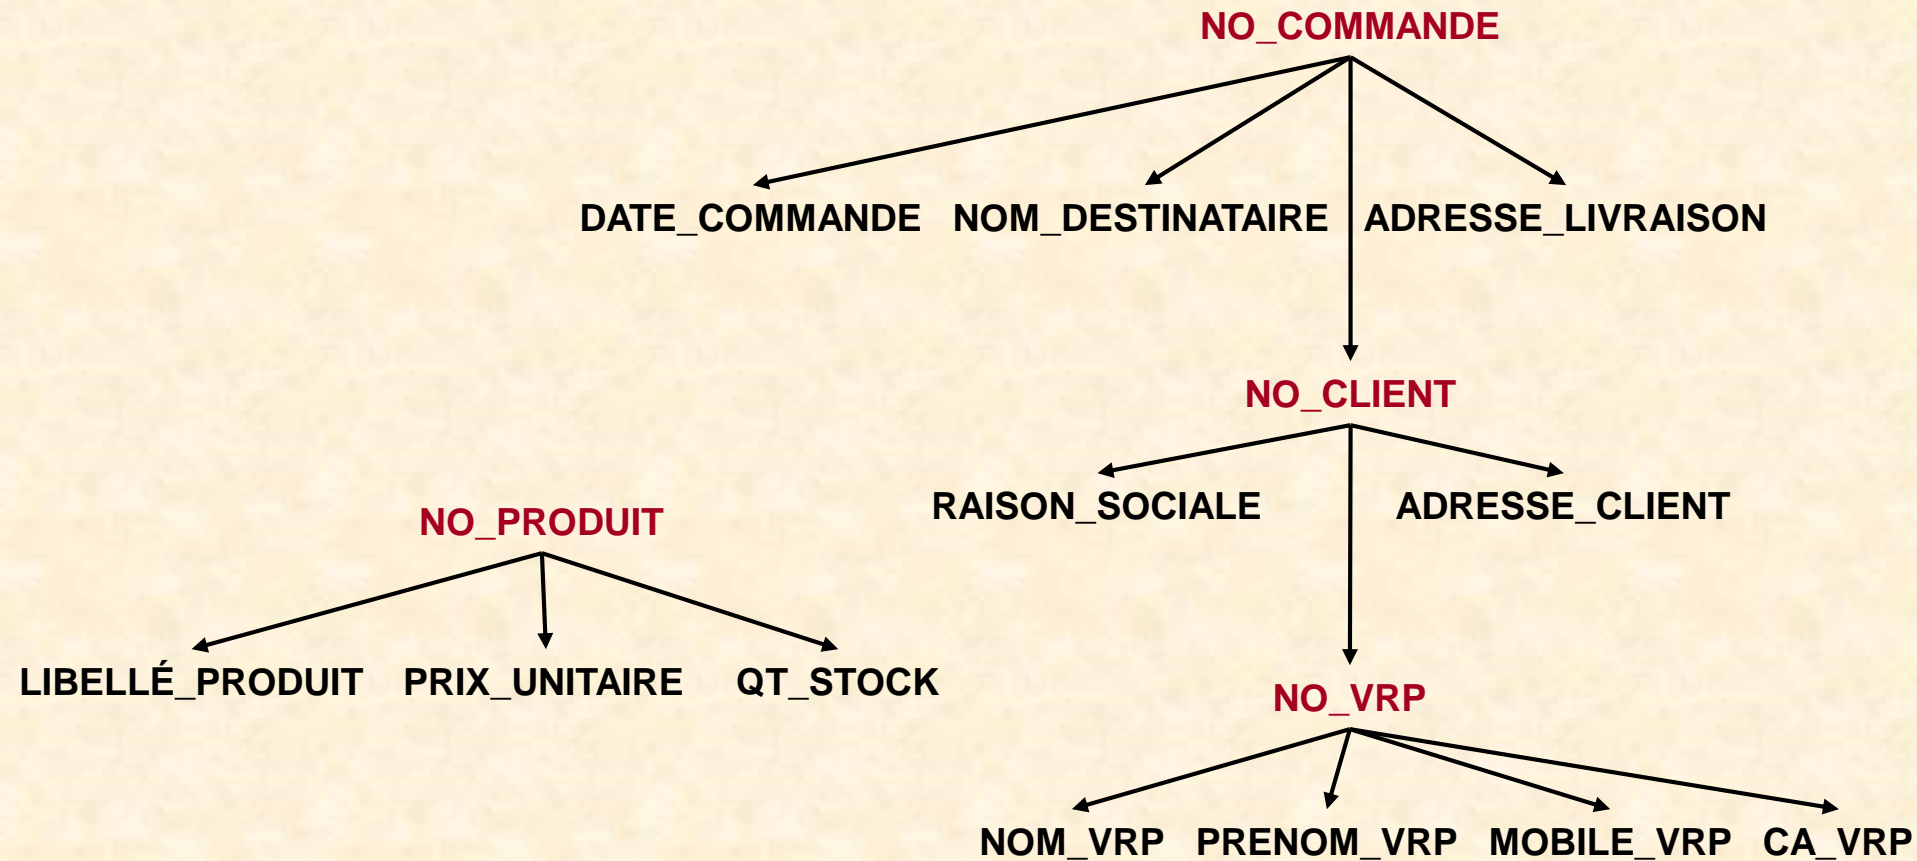 NO_COMMANDE
DATE_COMMANDE NOM_DESTINATAIRE ADRESSE_LIVRAISON
NO_CLIENT
RAISON_SOCIALE ADRESSE_CLIENT
NO_PRODUIT
LIBELLÉ_PRODUIT PRIX_UNITAIRE QT_STOCK
NO_VRP
NOM_VRP PRENOM_VRP MOBILE_VRP CA_VRP